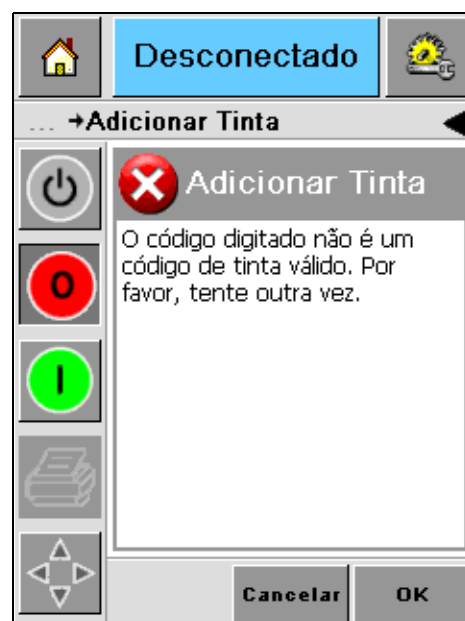 Desconectado
... →Adicionar Tinta
Adicionar Tinta
O código digitado não é um
código de tinta válido. Por
favor, tente outra vez.
O
I
Cancelar
OK